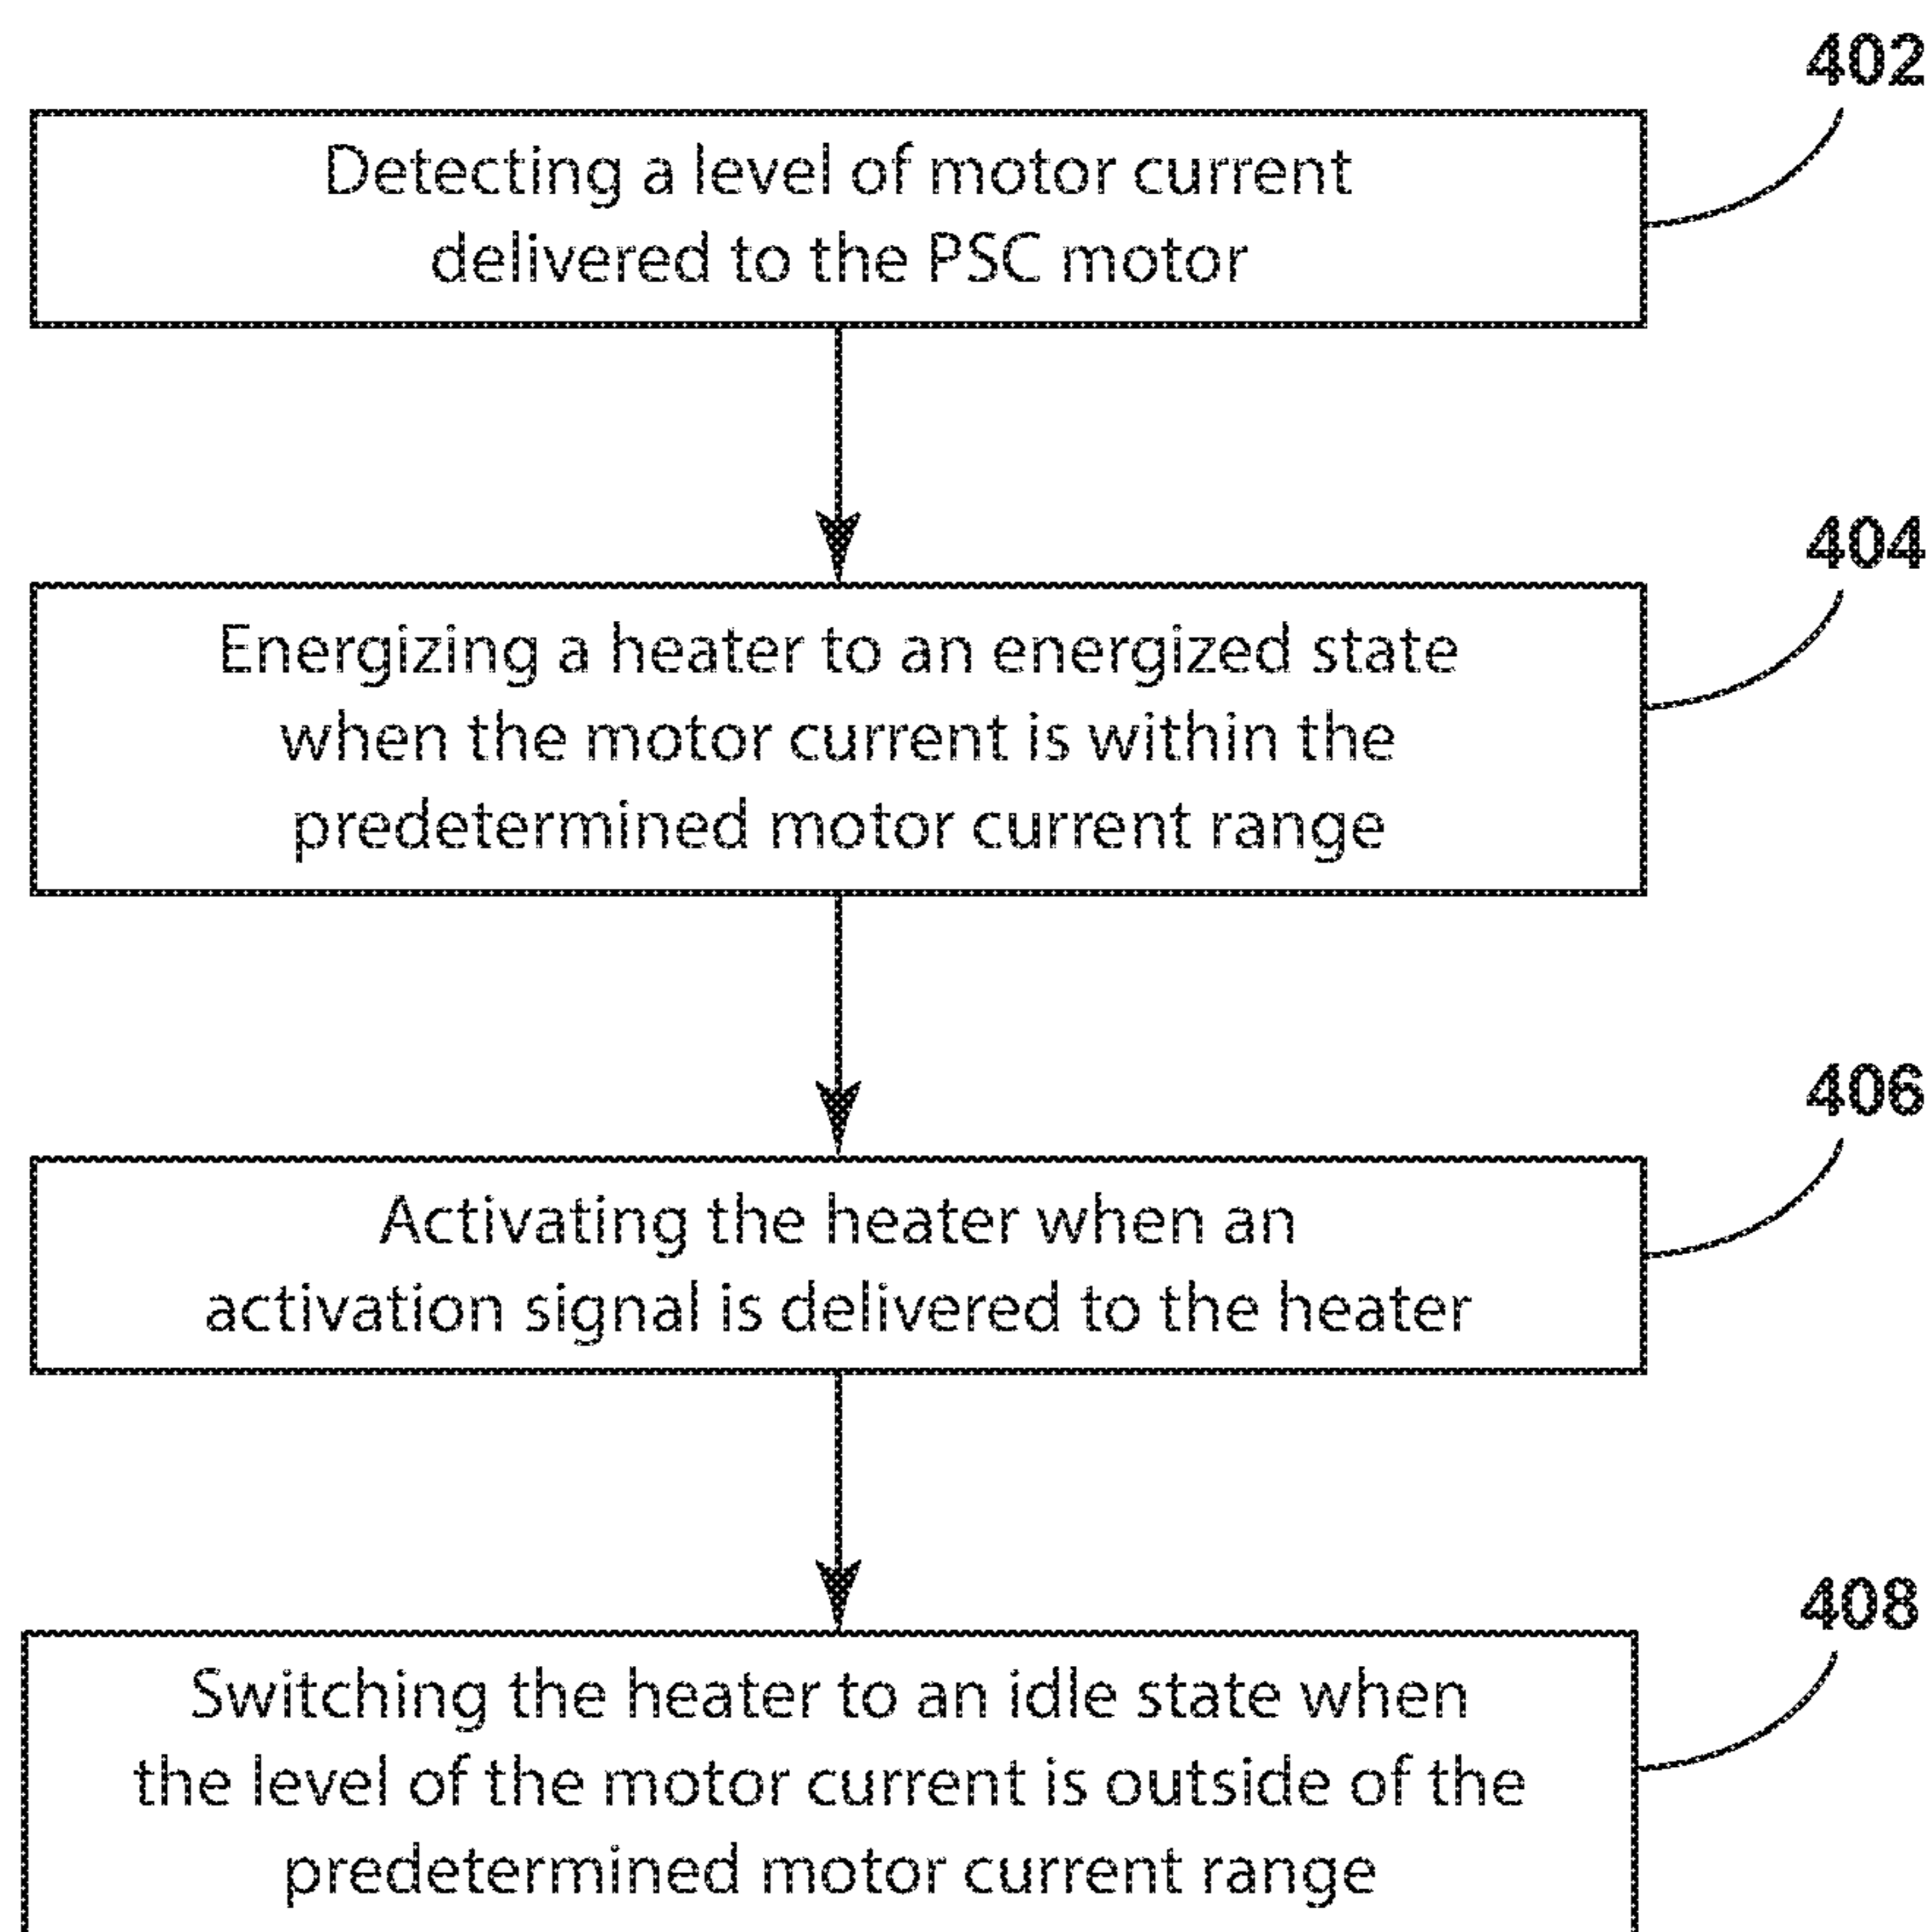 402
Detecting a level of motor current
delivered to the PSC motor
404
Energizing a heater to an energized state
when the motor current is within the
predetermined motor current range
406
Activating the heater when an
activation signal is delivered to the heater
408
Switching the heater to an idle state when
the level of the motor current is outside of the
predetermined motor current range